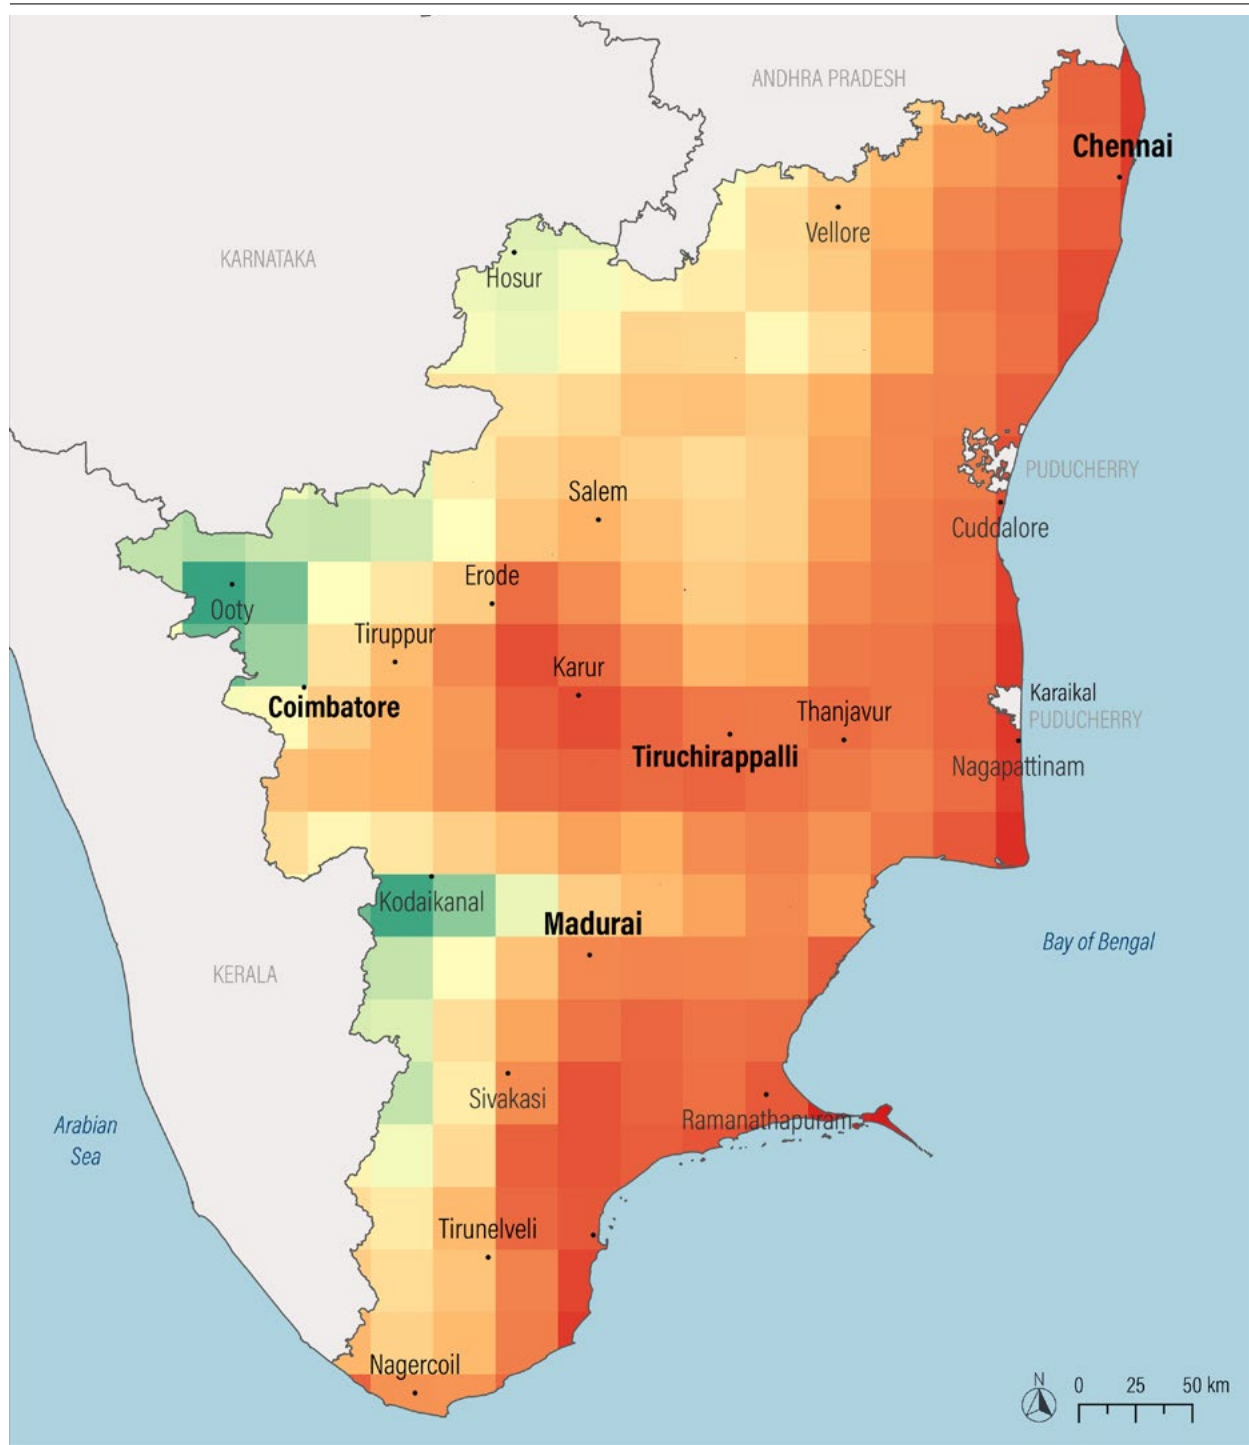 ANDHRA PRADESH
Chennai
Vellore
KARNATAKA
Hosur
PUDUCHERRY
Salem
Cuddalore
Erode
Ooty
Tiruppur
Karur
Karaikal
Coimbatore
Thanjavur
PUDUCHERRY
Tiruchirappalli
Nagapattinam
Kodaikanal
Madurai
Bay of Bengal
KERALA
Sivakasi
Ramanathapuram
Arabian
Sea
Tirunelveli
Nagercoil
N
0 25 50 km